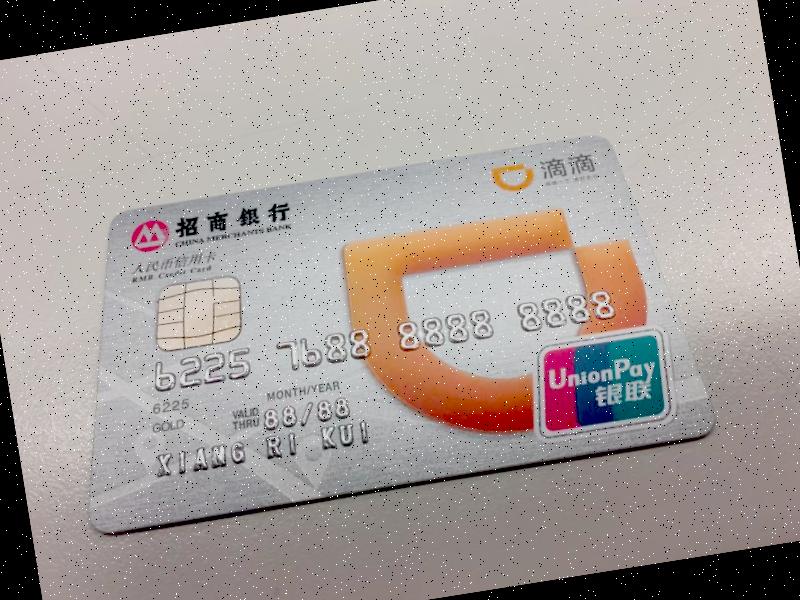 滴滴
招商银行
CHINA MERCHANTS BANK
人民币信用卡
RMB Credit Card
6225 7688 8888 8888
6225
MONTH/YEAR
GOLD
VALID THRU 88/88
XIANG RI KUI
UnionPay
银联